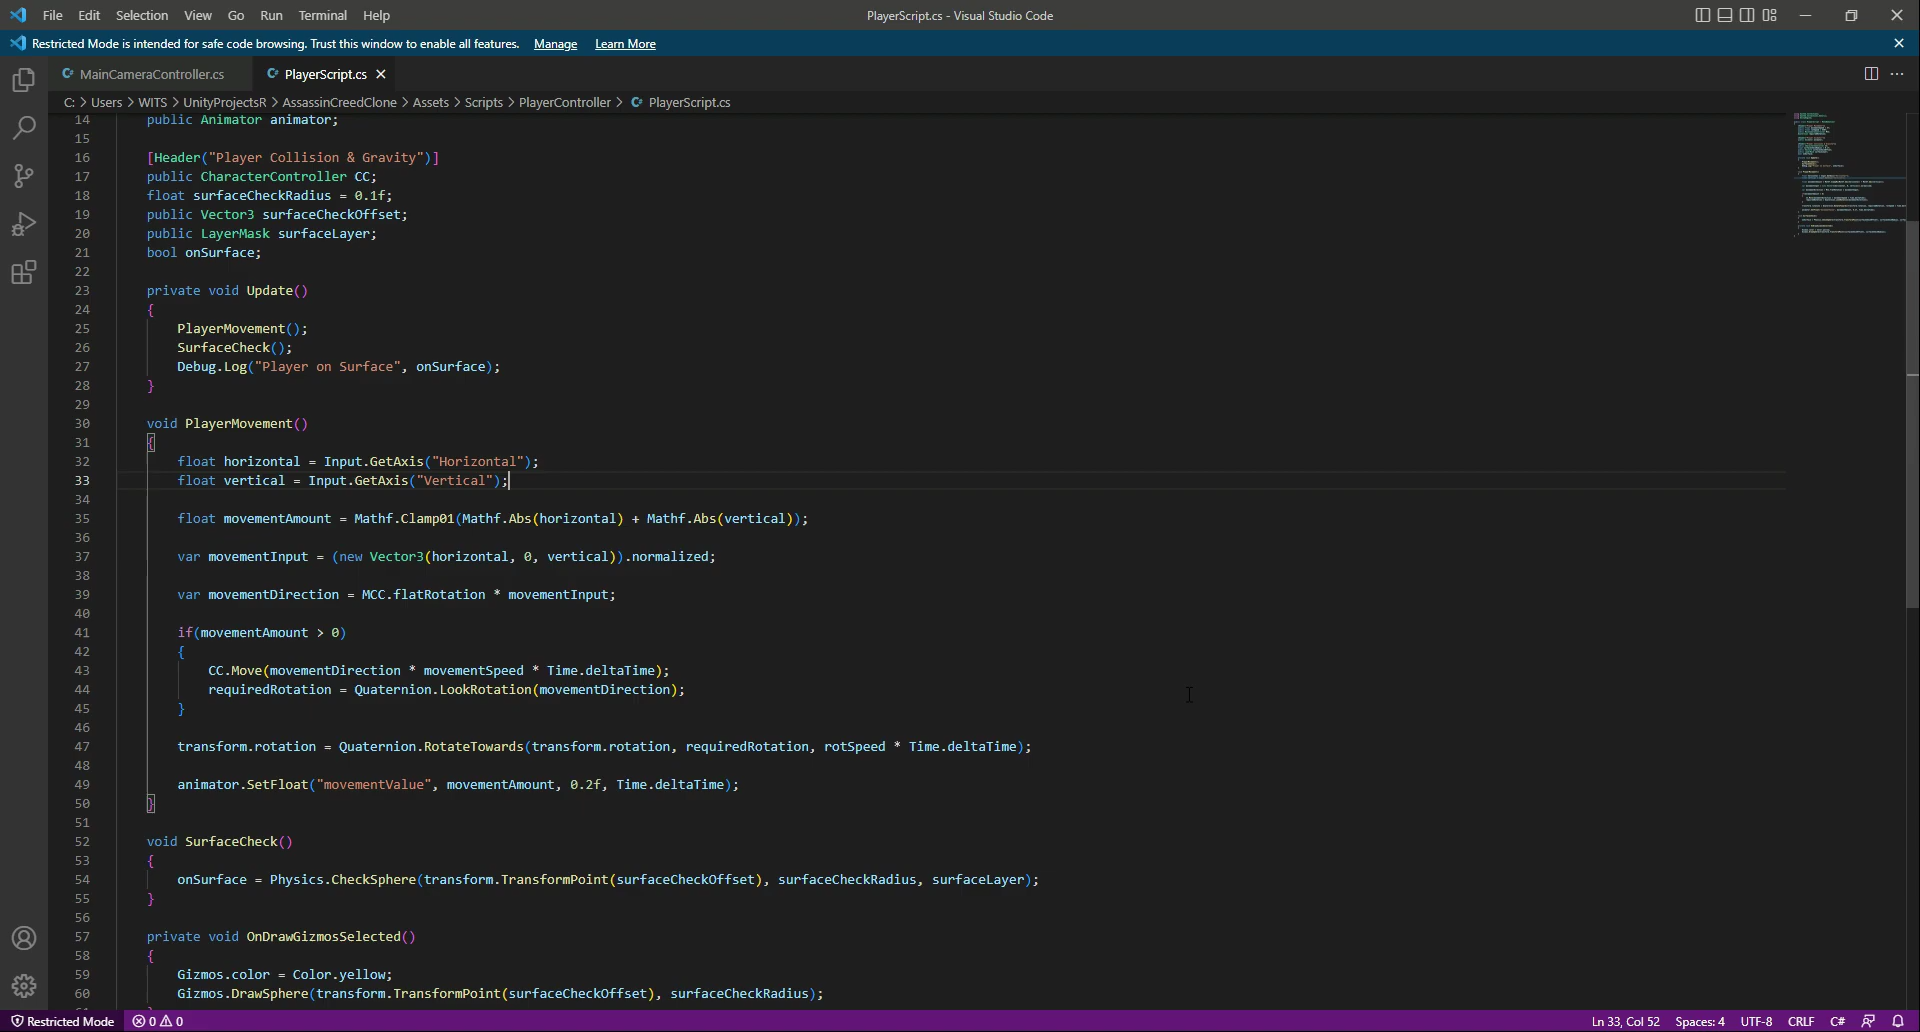 File Edit Selection View Go Run Terminal Help
PlayerScript.cs - Visual Studio Code
Restricted Mode is intended for safe code browsing. Trust this window to enable all features. Manage Learn More
C# MainCameraController.cs C# PlayerScript.cs
C: > Users > WITS > UnityProjectsR > AssassinCreedClone > Assets > Scripts > PlayerController > C# PlayerScript.cs
14 public Animator animator;
15
16 [Header("Player Collision & Gravity")]
17 public CharacterController CC;
18 float surfaceCheckRadius = 0.1f;
19 public Vector3 surfaceCheckOffset;
20 public LayerMask surfaceLayer;
21 bool onSurface;
22
23 private void Update()
24 {
25 PlayerMovement();
26 SurfaceCheck();
27 Debug.Log("Player on Surface", onSurface);
28 }
29
30 void PlayerMovement()
31 {
32 float horizontal = Input.GetAxis("Horizontal");
33 float vertical = Input.GetAxis("Vertical");
34
35 float movementAmount = Mathf.Clamp01(Mathf.Abs(horizontal) + Mathf.Abs(vertical));
36
37 var movementInput = (new Vector3(horizontal, 0, vertical)).normalized;
38
39 var movementDirection = MCC.flatRotation * movementInput;
40
41 if(movementAmount > 0)
42 {
43 CC.Move(movementDirection * movementSpeed * Time.deltaTime);
44 requiredRotation = Quaternion.LookRotation(movementDirection);
45 }
46
47 transform.rotation = Quaternion.RotateTowards(transform.rotation, requiredRotation, rotSpeed * Time.deltaTime);
48
49 animator.SetFloat("movementValue", movementAmount, 0.2f, Time.deltaTime);
50 }
51
52 void SurfaceCheck()
53 {
54 onSurface = Physics.CheckSphere(transform.TransformPoint(surfaceCheckOffset), surfaceCheckRadius, surfaceLayer);
55 }
56
57 private void OnDrawGizmosSelected()
58 {
59 Gizmos.color = Color.yellow;
60 Gizmos.DrawSphere(transform.TransformPoint(surfaceCheckOffset), surfaceCheckRadius);
Restricted Mode 0 0 Ln 33, Col 52 Spaces: 4 UTF-8 CRLF C#